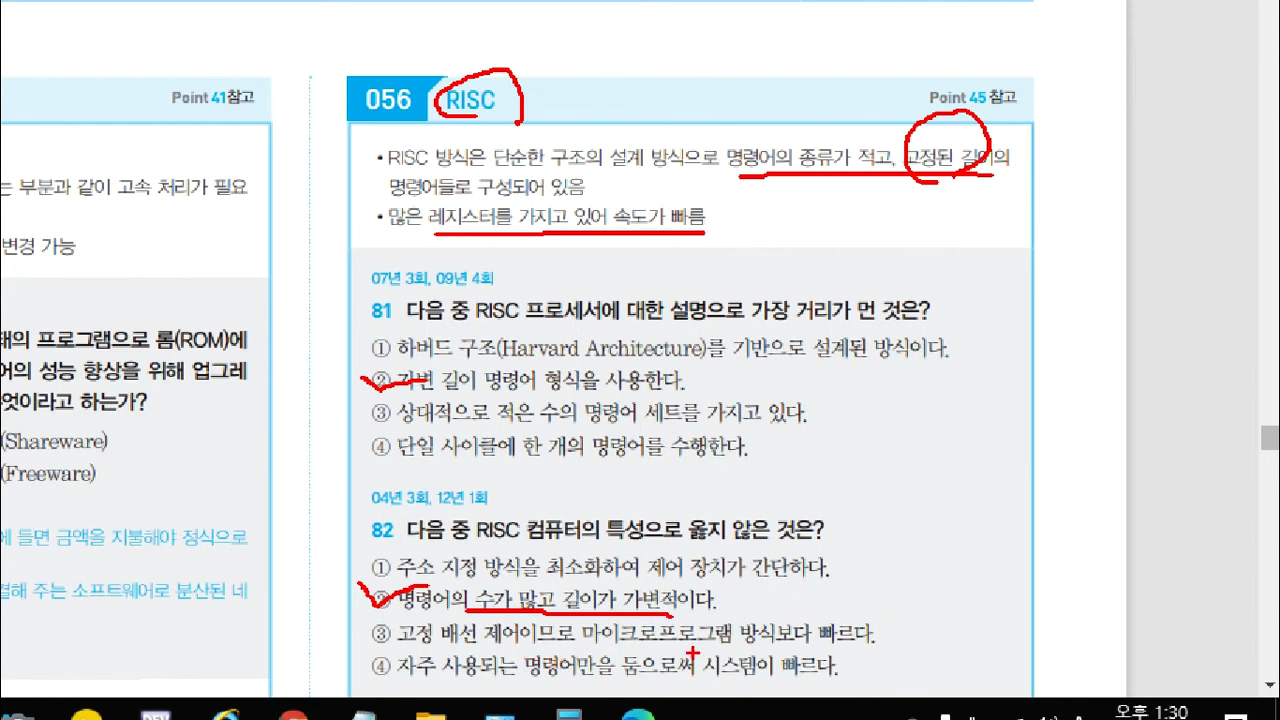 Point 41참고
는 부분과 같이 고속 처리가 필요
변경 가능
태의 프로그램으로 롬(ROM)에
어의 성능 향상을 위해 업그레
무엇이라고 하는가?
(Shareware)
(Freeware)
에 들면 금액을 지불해야 정식으로
결해 주는 소프트웨어로 분산된 네
056 RISC Point 45 참고
• RISC 방식은 단순한 구조의 설계 방식으로 명령어의 종류가 적고, 고정된 길이의
명령어들로 구성되어 있음
• 많은 레지스터를 가지고 있어 속도가 빠름
07년 3회, 09년 4회
81 다음 중 RISC 프로세서에 대한 설명으로 가장 거리가 먼 것은?
① 하버드 구조(Harvard Architecture)를 기반으로 설계된 방식이다.
② 가변 길이 명령어 형식을 사용한다.
③ 상대적으로 적은 수의 명령어 세트를 가지고 있다.
④ 단일 사이클에 한 개의 명령어를 수행한다.
04년 3회, 12년 1회
82 다음 중 RISC 컴퓨터의 특성으로 옳지 않은 것은?
① 주소 지정 방식을 최소화하여 제어 장치가 간단하다.
② 명령어의 수가 많고 길이가 가변적이다.
③ 고정 배선 제어이므로 마이크로프로그램 방식보다 빠르다.
④ 자주 사용되는 명령어만을 둠으로써 시스템이 빠르다.
오후 1:30